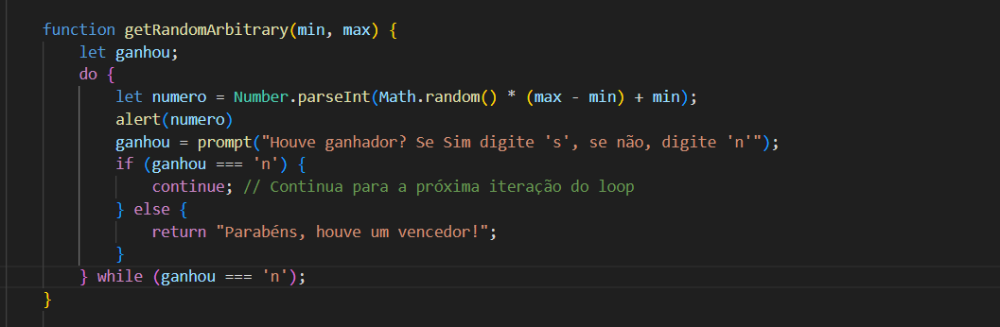 function getRandomArbitrary(min, max) {
let ganhou;
do {
let numero = Number.parseInt(Math.random() * (max - min) + min);
alert(numero)
ganhou = prompt("Houve ganhador? Se Sim digite 's', se não, digite 'n'");
if (ganhou === 'n') {
continue; // Continua para a próxima iteração do loop
} else {
return "Parabéns, houve um vencedor!";
}
} while (ganhou === 'n');
}